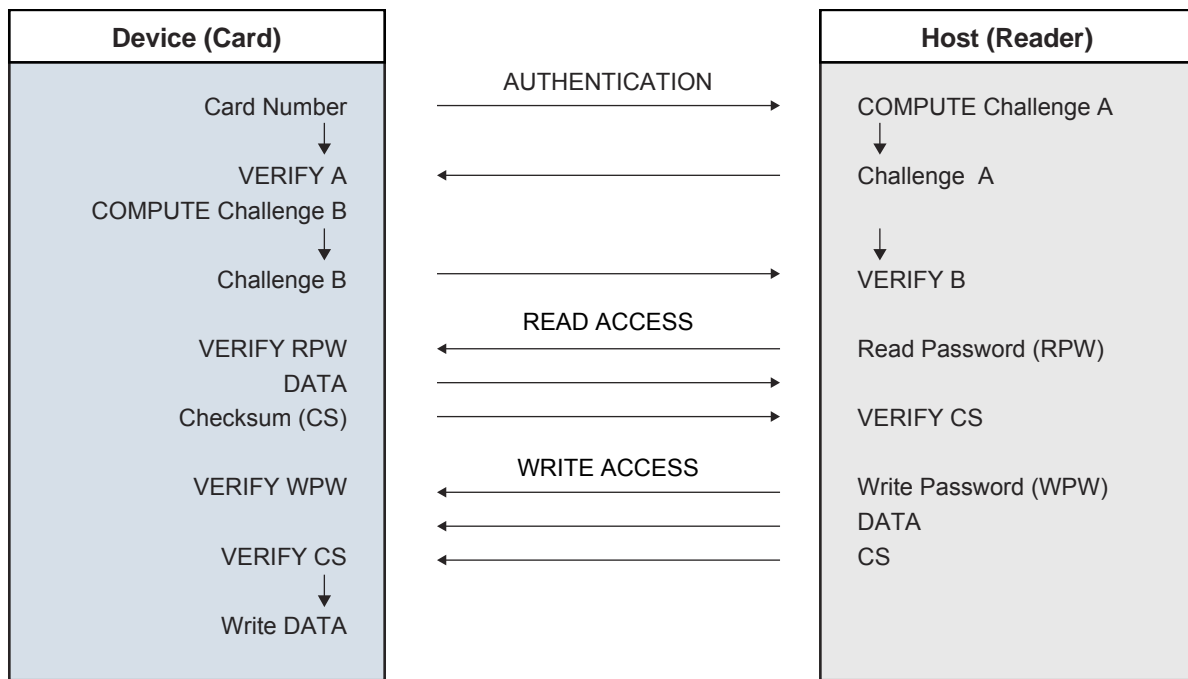 Device (Card)
Host (Reader)
AUTHENTICATION
Card Number
COMPUTE Challenge A
VERIFY A
Challenge A
COMPUTE Challenge B
Challenge B
VERIFY B
READ ACCESS
VERIFY RPW
Read Password (RPW)
DATA
Checksum (CS)
VERIFY CS
WRITE ACCESS
VERIFY WPW
Write Password (WPW)
DATA
VERIFY CS
CS
Write DATA